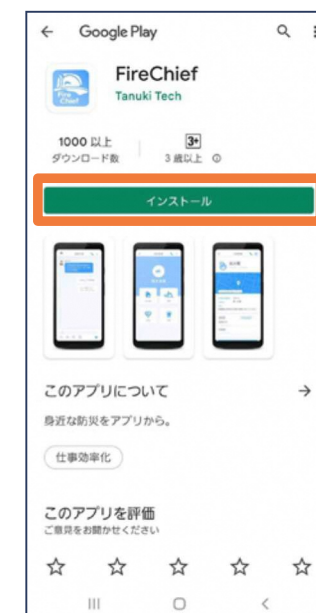 Google Play
Fire
Chief
FireChief
Tanuki Tech
1000 以上
ダウンロード数
3+
3 歳以上
インストール
このアプリについて
身近な防災をアプリから。
仕事効率化
このアプリを評価
ご意見をお聞かせください